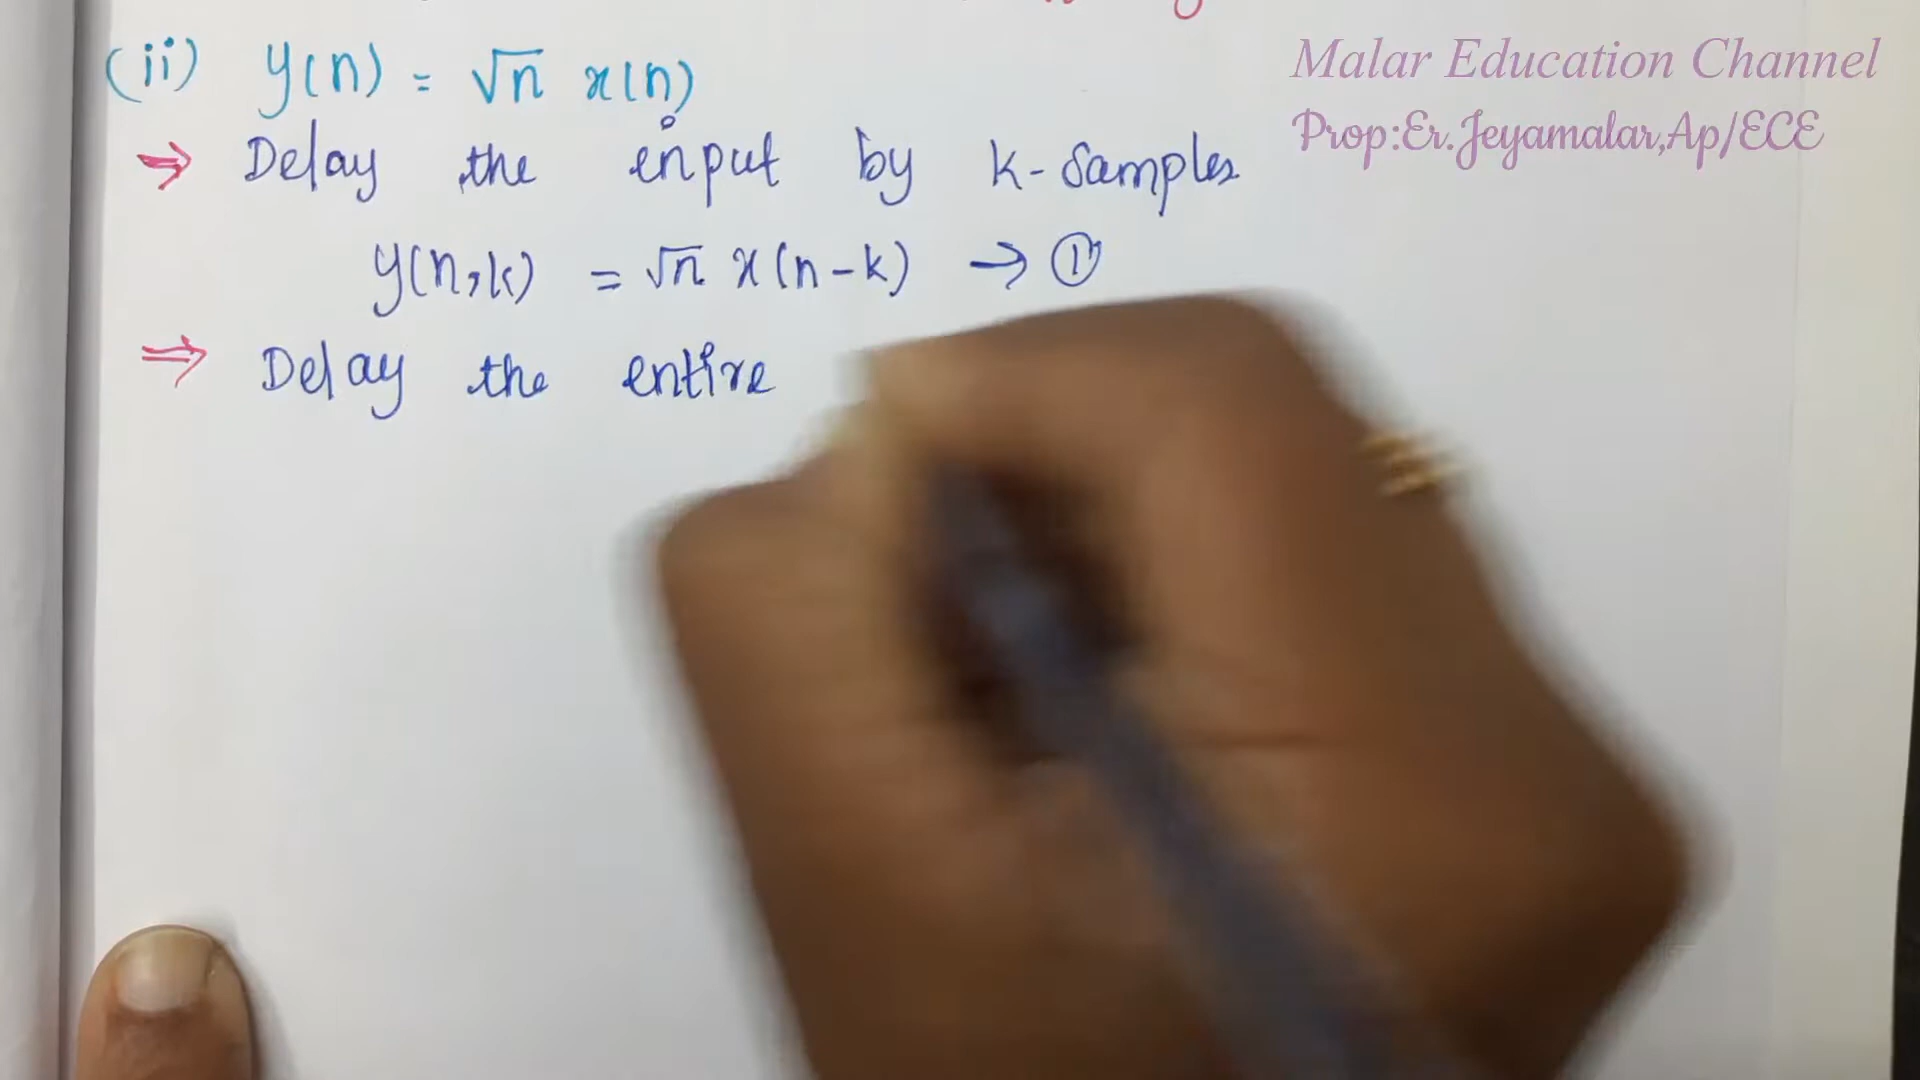 (ii) y(n) = √n x(n)
Malar Education Channel
Prop:Er.Jeyamalar,Ap/ECE
⇒ Delay the input by k-samples
y(n,k) = √n x(n-k) → ①
⇒ Delay the entire